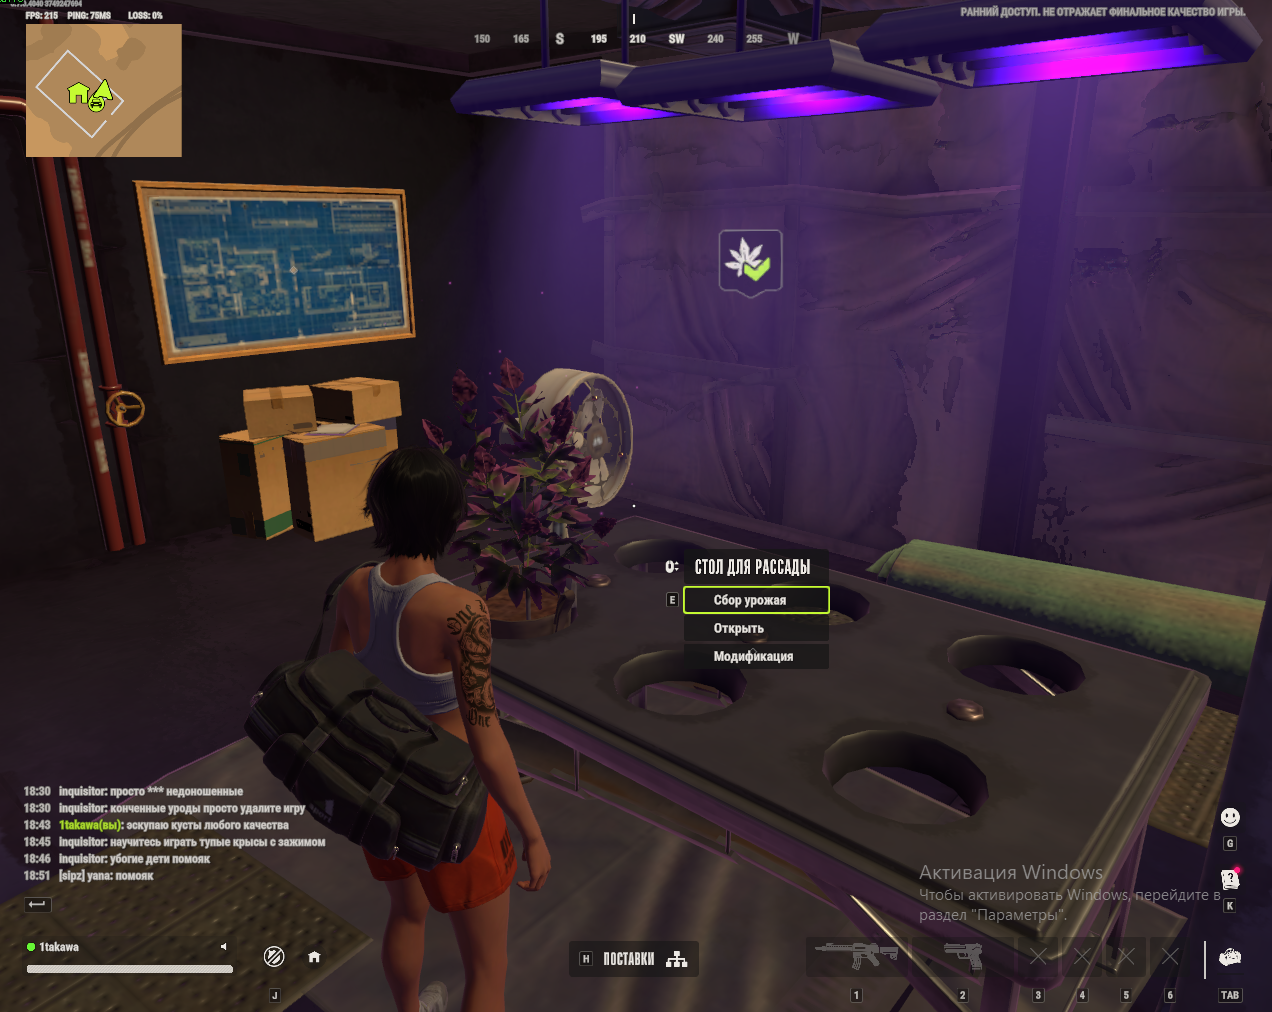 4040 3749247694
FPS: 215 PING: 75MS LOSS: 0%
150 165 S 195 210 SW 240 255 W
РАННИЙ ДОСТУП. НЕ ОТРАЖАЕТ ФИНАЛЬНОЕ КАЧЕСТВО ИГРЫ.
СТОЛ ДЛЯ РАССАДЫ
E Сбор урожая
Открыть
Модификация
One
One
18:30 inquisitor: просто *** недоношенные
18:30 inquisitor: конченные уроды просто удалите игру
18:43 1takawa(вы): эскупаю кусты любого качества
18:45 inquisitor: научитесь играть тупые крысы с зажимом
18:46 inquisitor: убогие дети помояк
18:51 [sipz] yana: помояк
1takawa
J
H ПОСТАВКИ
Активация Windows
Чтобы активировать Windows, перейдите в
раздел "Параметры".
G
K
1 2 3 4 5 6 TAB